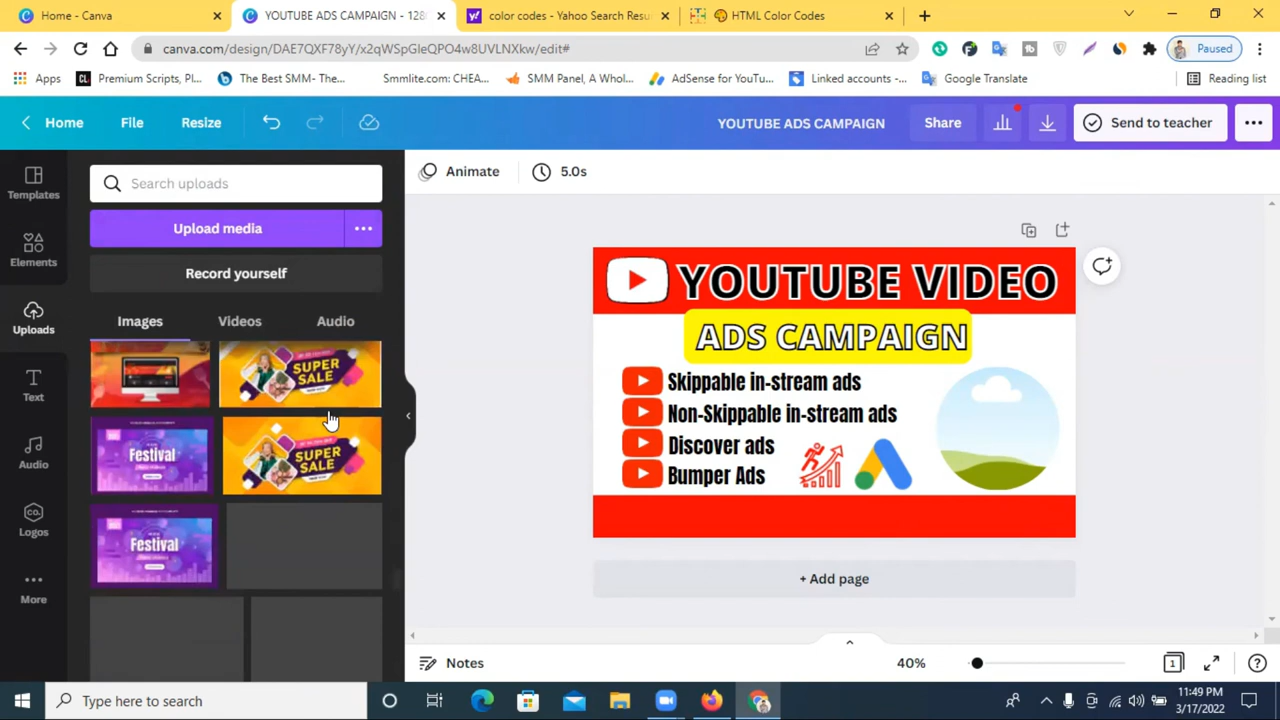 Home - Canva
YOUTUBE ADS CAMPAIGN - 128
color codes - Yahoo Search Resu
HTML Color Codes
canva.com/design/DAE7QXF78yY/x2qWSpGleQPO4w8UVLNXkw/edit#
Paused
Apps
Premium Scripts, Pl...
The Best SMM- The...
Smmlite.com: CHEA...
SMM Panel, A Whol...
AdSense for YouTu...
Linked accounts -...
Google Translate
Reading list
Home
File
Resize
YOUTUBE ADS CAMPAIGN
Share
Send to teacher
Templates
Elements
Uploads
Text
Audio
Logos
More
Search uploads
Upload media
Record yourself
Images
Videos
Audio
SUPER
SALE
Festival
SUPER
SALE
Festival
Animate
5.0s
YOUTUBE VIDEO
ADS CAMPAIGN
Skippable in-stream ads
Non-Skippable in-stream ads
Discover ads
Bumper Ads
+ Add page
Notes
40%
1
Type here to search
11:49 PM
3/17/2022